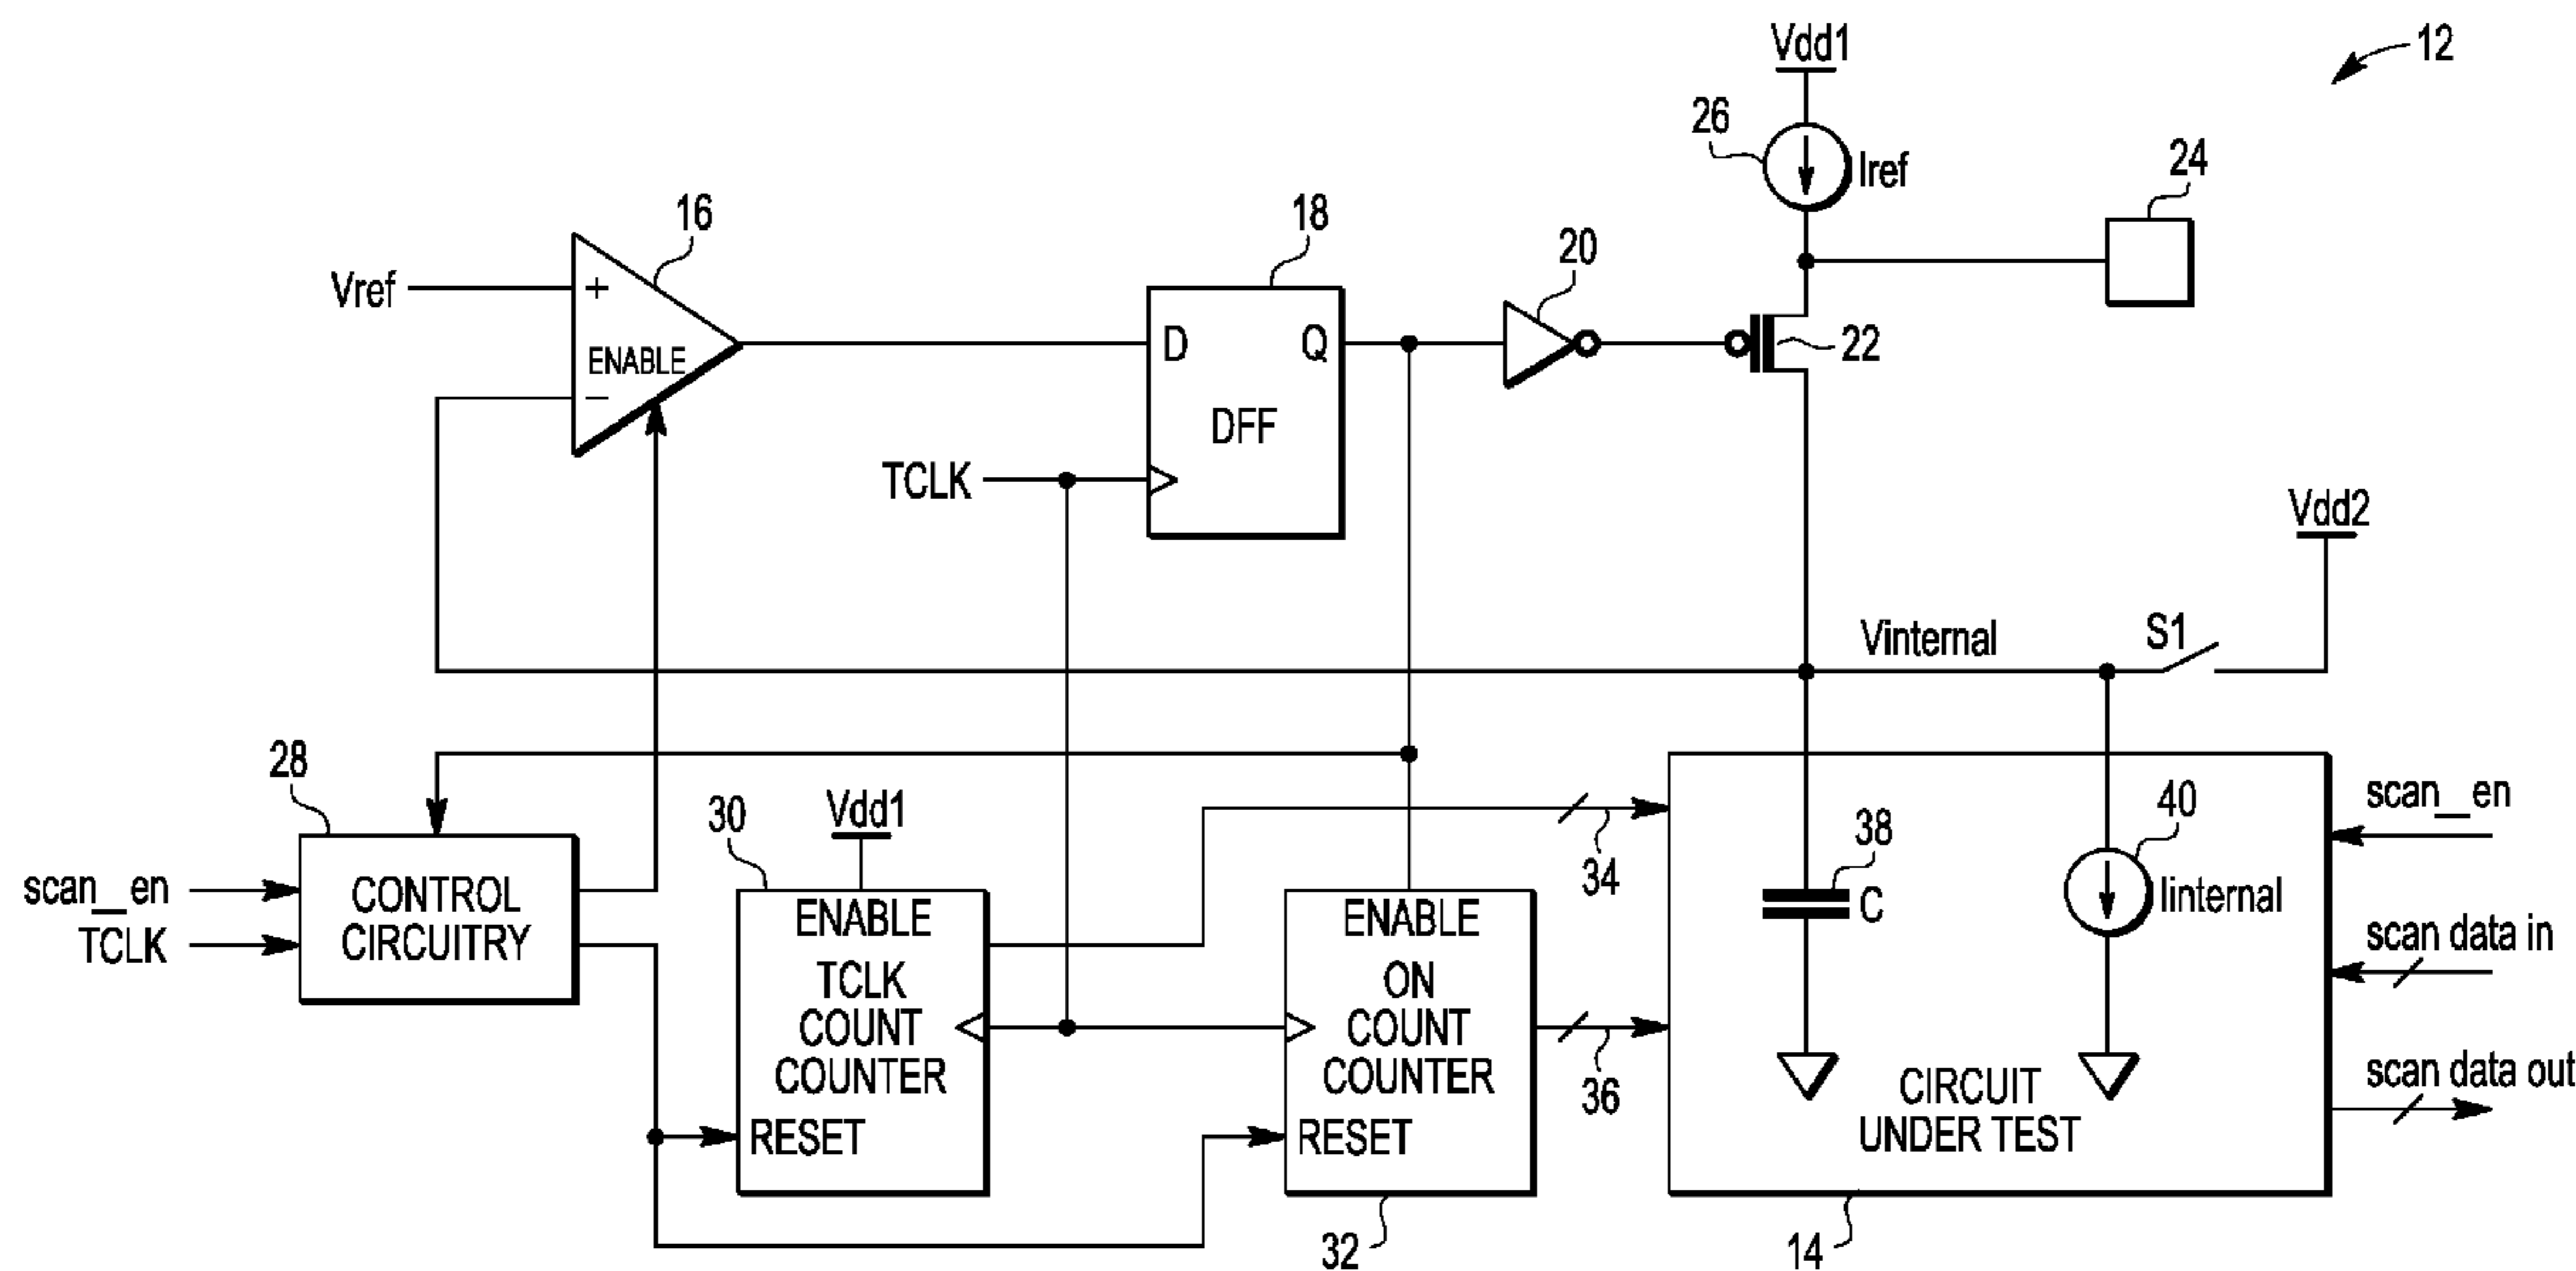 12
Vdd1
26
Iref
24
16
18
20
Vref
+
ENABLE
−
D
Q
DFF
22
TCLK
Vdd2
Vinternal
S1
28
scan_en
TCLK
CONTROL
CIRCUITRY
30
Vdd1
ENABLE
TCLK
COUNT
COUNTER
RESET
ENABLE
ON
COUNT
COUNTER
RESET
32
34
36
38
C
40
Iinternal
CIRCUIT
UNDER TEST
14
scan_en
scan data in
scan data out